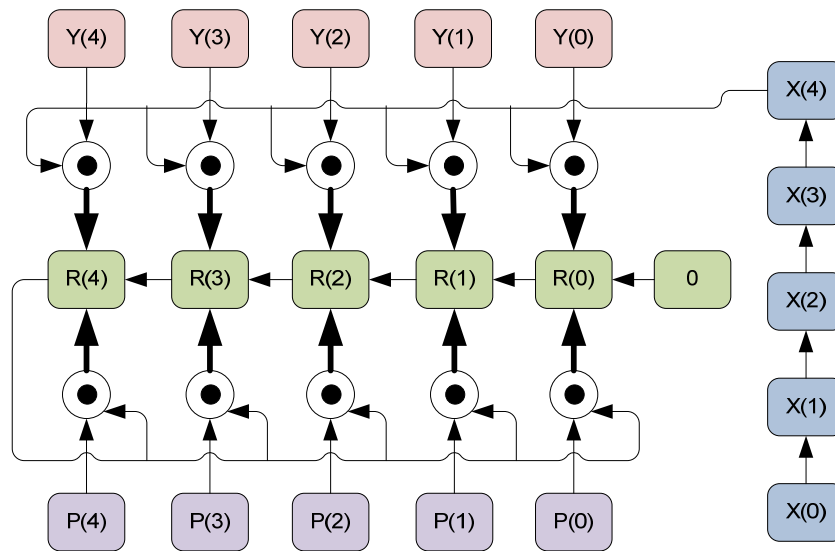 Y(4) Y(3) Y(2) Y(1) Y(0)
X(4)
X(3)
R(4) R(3) R(2) R(1) R(0) 0
X(2)
X(1)
P(4) P(3) P(2) P(1) P(0)
X(0)